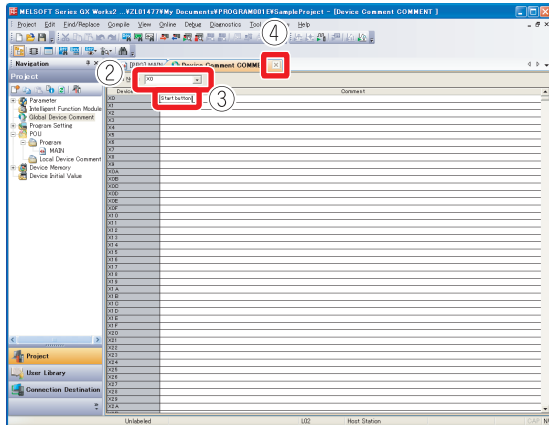 MELSOFT Series GX Works2 ...¥ZL01477¥My Documents¥PROGRAM001¥SampleProject - [Device Comment COMMENT ]
Project Edit Find/Replace Compile View Online Debug Diagnostics Tool Help
④
Navigation
[PRG] MAIN
Device Comment COMME
②
Project
X0
Device
Comment
X0
Start button
③
X1
X2
X3
X4
X5
X6
X7
X8
X9
X0A
X0B
X0C
X0D
X0E
X0F
X10
X11
X12
X13
X14
X15
X16
X17
X18
X19
X1A
X1B
X1C
X1D
X1E
X1F
X20
X21
X22
X23
X24
X25
X26
X27
X28
X29
X2A
Parameter
Intelligent Function Module
Global Device Comment
Program Setting
POU
Program
MAIN
Local Device Comment
Device Memory
Device Initial Value
Project
User Library
Connection Destination
Unlabeled L02 Host Station CAP